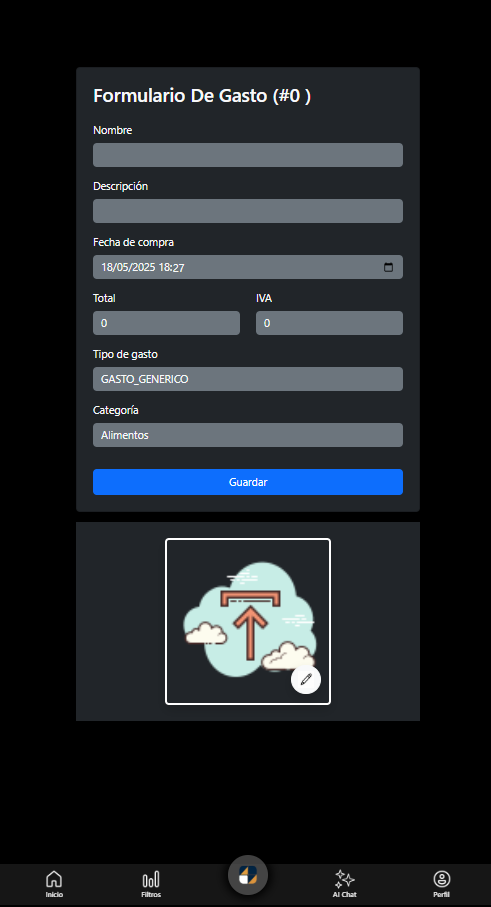 Formulario De Gasto (#0 )
Nombre
Descripción
Fecha de compra
18/05/2025 18:27
Total IVA
0 0
Tipo de gasto
GASTO_GENERICO
Categoría
Alimentos
Guardar
Inicio Filtros AI Chat Perfil